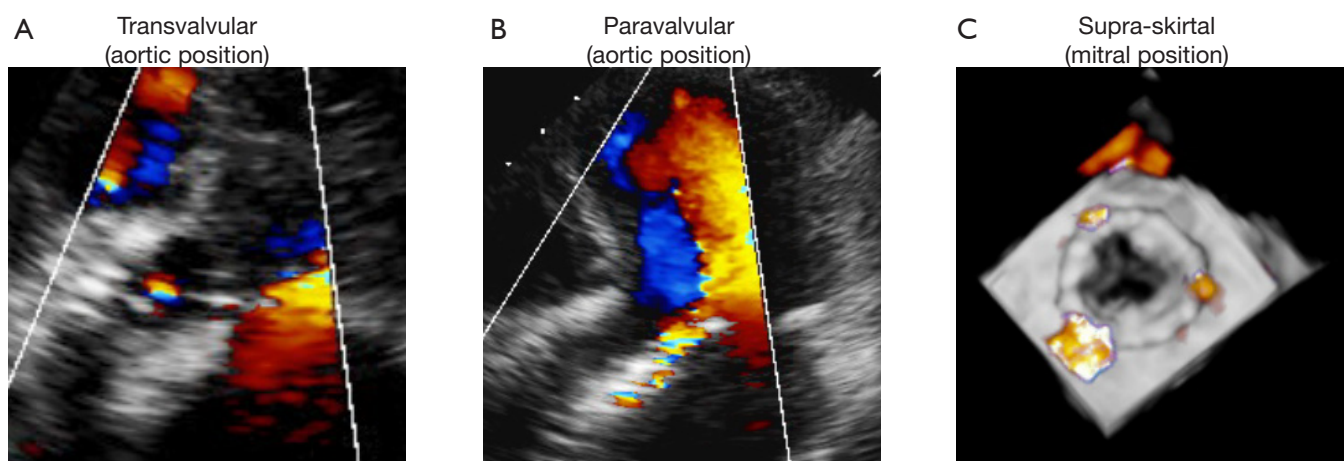 A
Transvalvular
(aortic position)
B
Paravalvular
(aortic position)
C
Supra-skirtal
(mitral position)